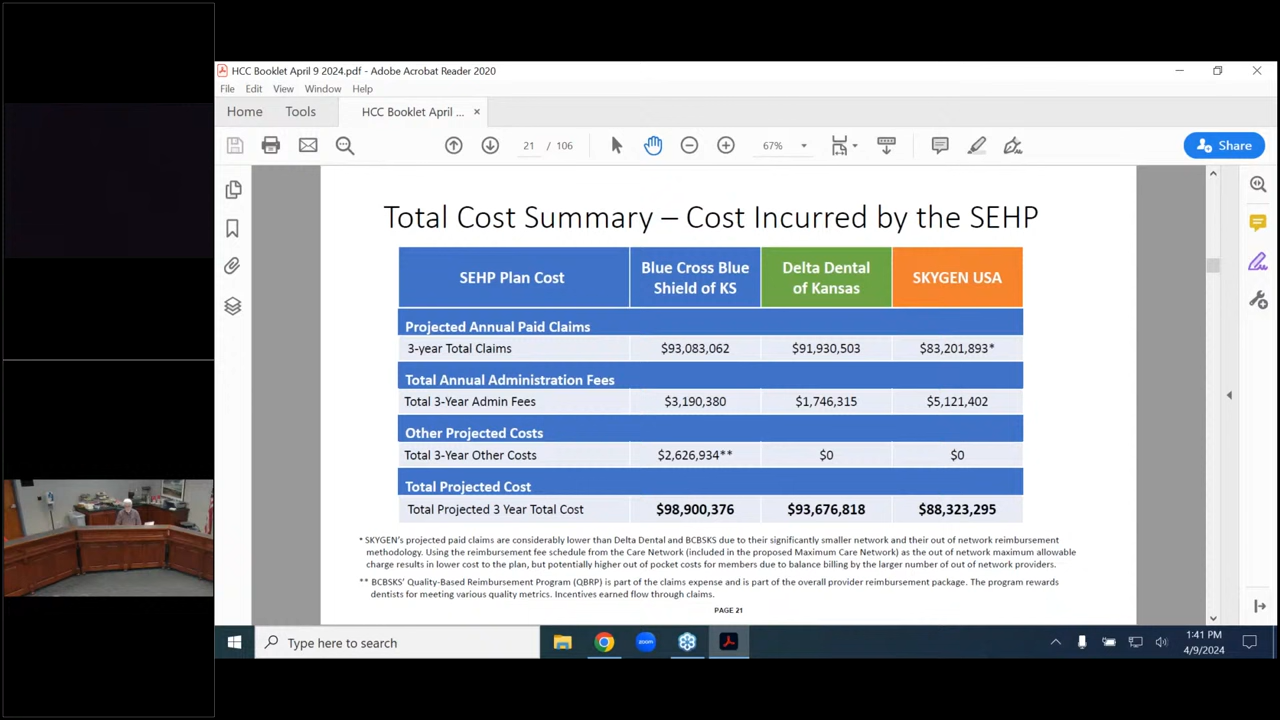 HCC Booklet April 9 2024.pdf - Adobe Acrobat Reader 2020
File Edit View Window Help
Home Tools HCC Booklet April ... ×
21 / 106 67% Share
Total Cost Summary – Cost Incurred by the SEHP
SEHP Plan Cost Blue Cross Blue Shield of KS Delta Dental of Kansas SKYGEN USA
Projected Annual Paid Claims
3-year Total Claims $93,083,062 $91,930,503 $83,201,893*
Total Annual Administration Fees
Total 3-Year Admin Fees $3,190,380 $1,746,315 $5,121,402
Other Projected Costs
Total 3-Year Other Costs $2,626,934** $0 $0
Total Projected Cost
Total Projected 3 Year Total Cost $98,900,376 $93,676,818 $88,323,295
* SKYGEN's projected paid claims are considerably lower than Delta Dental and BCBSKS due to their significantly smaller network and their out of network reimbursement
methodology. Using the reimbursement fee schedule from the Care Network (included in the proposed Maximum Care Network) as the out of network maximum allowable
charge results in lower cost to the plan, but potentially higher out of pocket costs for members due to balance billing by the larger number of out of network providers.
** BCBSKS' Quality-Based Reimbursement Program (QBRP) is part of the claims expense and is part of the overall provider reimbursement package. The program rewards
dentists for meeting various quality metrics. Incentives earned flow through claims.
PAGE 21
Type here to search
zoom
1:41 PM
4/9/2024